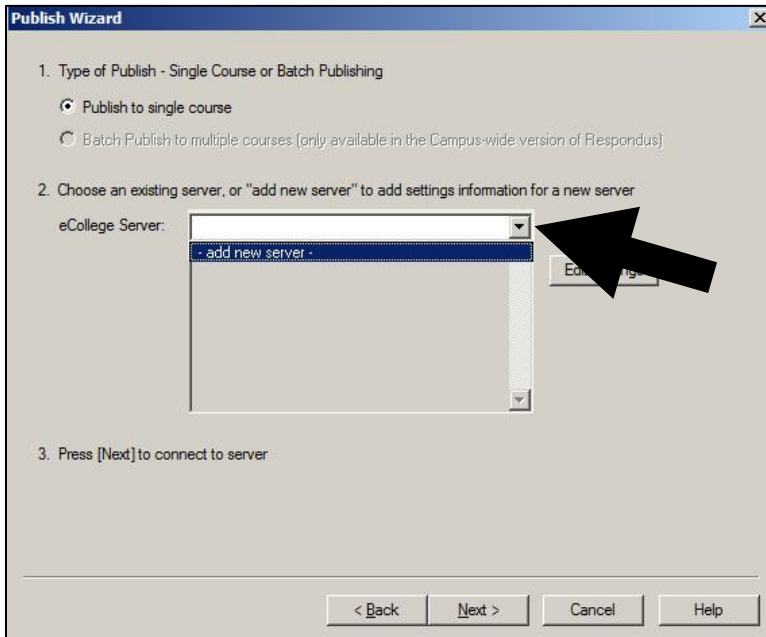 Publish Wizard
1. Type of Publish - Single Course or Batch Publishing
Publish to single course
Batch Publish to multiple courses (only available in the Campus-wide version of Respondus)
2. Choose an existing server, or "add new server" to add settings information for a new server
eCollege Server:
- add new server -
3. Press [Next] to connect to server
< Back
Next >
Cancel
Help